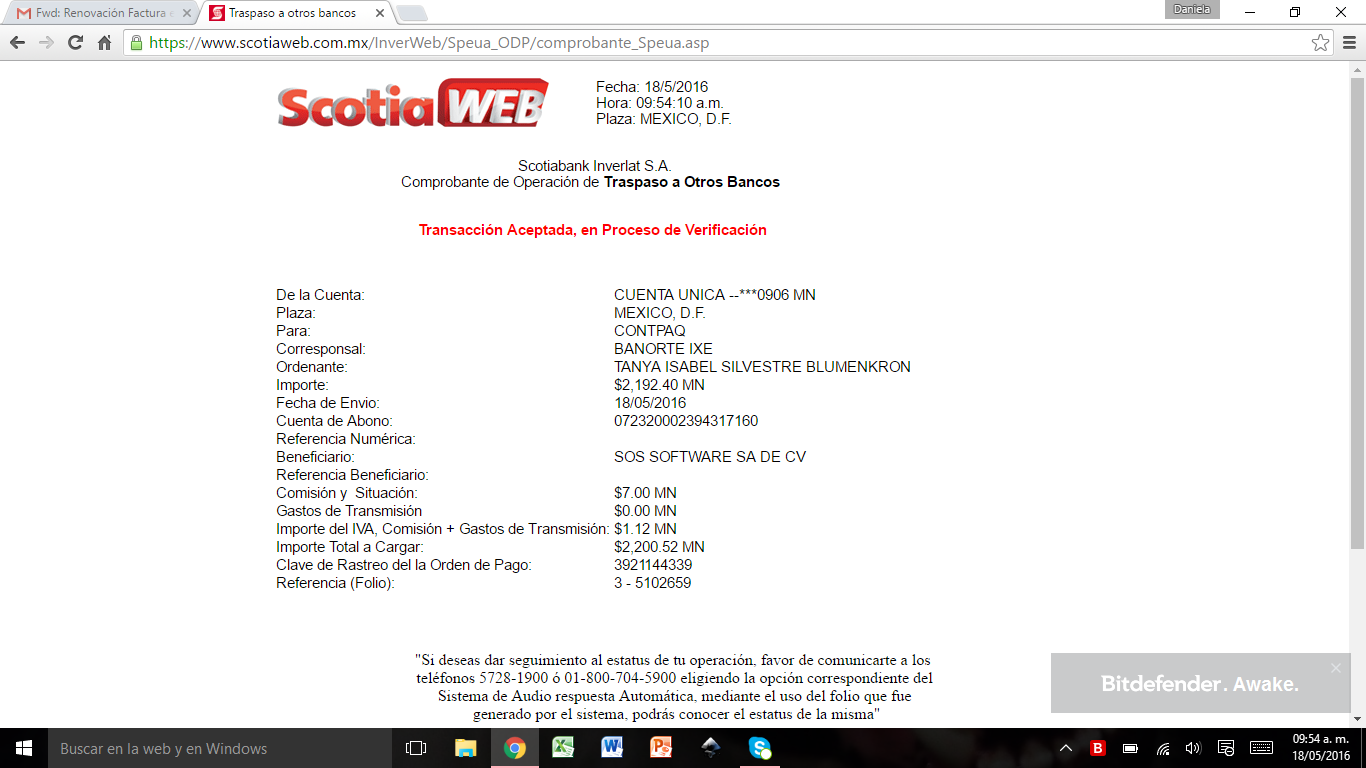 Fwd: Renovación Factura e
Traspaso a otros bancos
Daniela
https://www.scotiaweb.com.mx/InverWeb/Speua_ODP/comprobante_Speua.asp
Scotia WEB
Fecha: 18/5/2016
Hora: 09:54:10 a.m.
Plaza: MEXICO, D.F.
Scotiabank Inverlat S.A.
Comprobante de Operación de Traspaso a Otros Bancos
Transacción Aceptada, en Proceso de Verificación
De la Cuenta: CUENTA UNICA --***0906 MN
Plaza: MEXICO, D.F.
Para: CONTPAQ
Corresponsal: BANORTE IXE
Ordenante: TANYA ISABEL SILVESTRE BLUMENKRON
Importe: $2,192.40 MN
Fecha de Envio: 18/05/2016
Cuenta de Abono: 072320002394317160
Referencia Numérica:
Beneficiario: SOS SOFTWARE SA DE CV
Referencia Beneficiario:
Comisión y Situación: $7.00 MN
Gastos de Transmisión $0.00 MN
Importe del IVA, Comisión + Gastos de Transmisión: $1.12 MN
Importe Total a Cargar: $2,200.52 MN
Clave de Rastreo del la Orden de Pago: 3921144339
Referencia (Folio): 3 - 5102659
"Si deseas dar seguimiento al estatus de tu operación, favor de comunicarte a los
teléfonos 5728-1900 ó 01-800-704-5900 eligiendo la opción correspondiente del
Sistema de Audio respuesta Automática, mediante el uso del folio que fue
generado por el sistema, podrás conocer el estatus de la misma"
Bitdefender. Awake.
Buscar en la web y en Windows
09:54 a. m.
18/05/2016